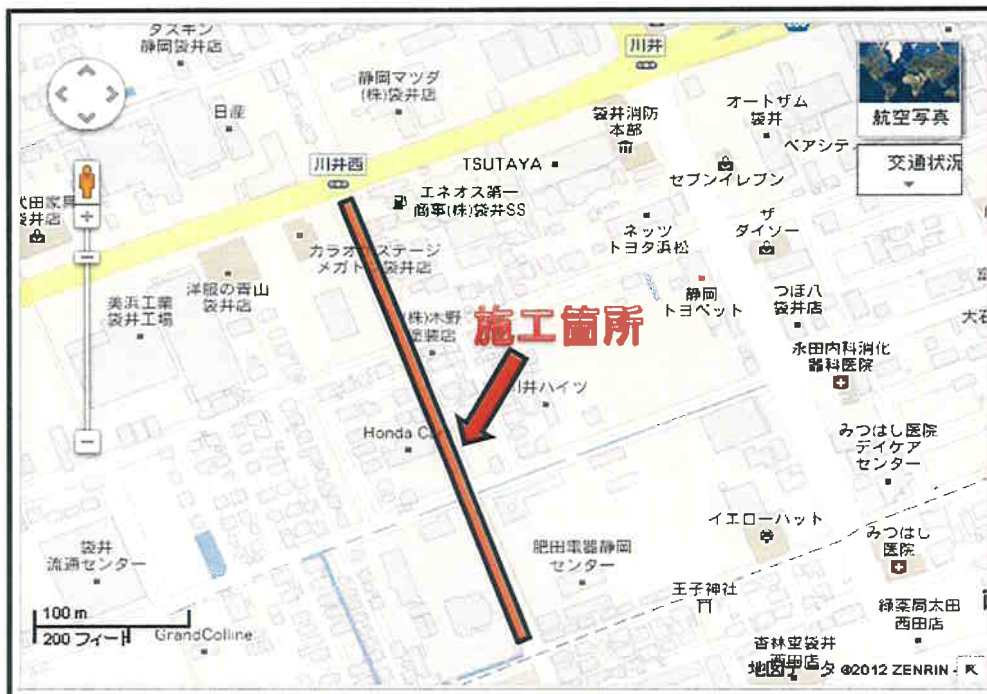 ダスキン
静岡袋井店
川井
静岡マツダ
(株)袋井店
日産
袋井消防
本部
オートザム
袋井
ベアシティ
航空写真
交通状況
川井西
TSUTAYA
セブンイレブン
エネオス第一
商事(株)袋井SS
袋井店
ザ
ダイソー
ネッツ
トヨタ浜松
カラオケステージ
メガトン袋井店
洋服の青山
袋井店
静岡
トヨペット
美浜工業
袋井工場
つぼ八
袋井店
(株)木野
塗装店
施工箇所
永田内科消化
器科医院
川井ハイツ
Honda C
みつはし医院
デイケア
センター
イエローハット
みつはし
医院
袋井
流通センター
肥田電器静岡
センター
王子神社
100 m
200 フィート
GrandColline
緑薬局太田
西田店
杏林堂袋井
西田店
地図データ ©2012 ZENRIN -